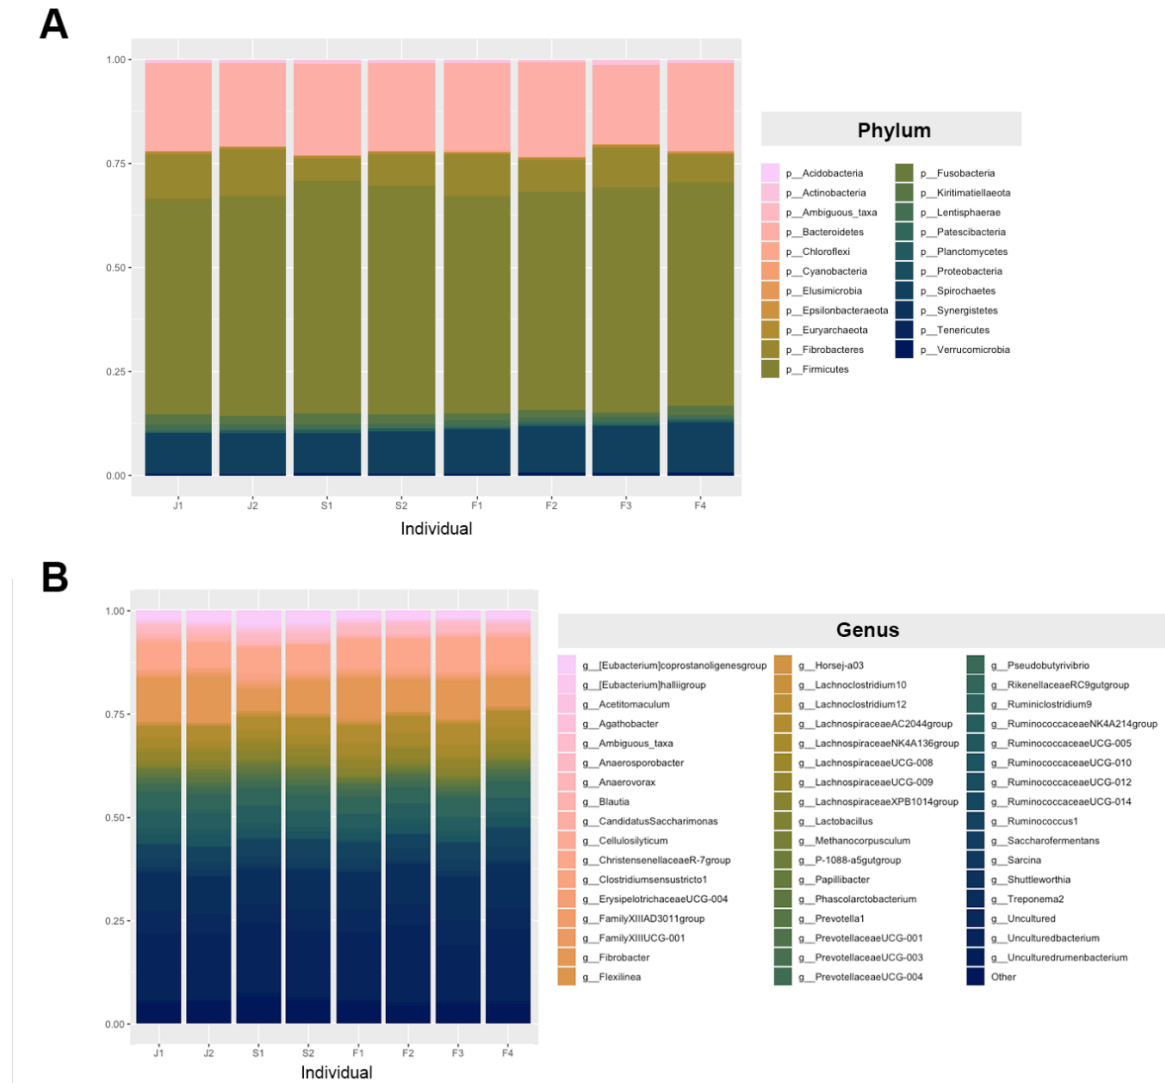 A
1.00
0.75
0.50
0.25
0.00
J1 J2 S1 S2 F1 F2 F3 F4
Individual
Phylum
p__Acidobacteria
p__Actinobacteria
p__Ambiguous_taxa
p__Bacteroidetes
p__Chloroflexi
p__Cyanobacteria
p__Elusimicrobia
p__Epsilonbacteraeota
p__Euryarchaeota
p__Fibrobacteres
p__Firmicutes
p__Fusobacteria
p__Kiritimatiellaeota
p__Lentisphaerae
p__Patescibacteria
p__Planctomycetes
p__Proteobacteria
p__Spirochaetes
p__Synergistetes
p__Tenericutes
p__Verrucomicrobia
B
1.00
0.75
0.50
0.25
0.00
J1 J2 S1 S2 F1 F2 F3 F4
Individual
Genus
g__[Eubacterium]coprostanoligenesgroup
g__[Eubacterium]halliigroup
g__Acetitomaculum
g__Agathobacter
g__Ambiguous_taxa
g__Anaerosporobacter
g__Anaerovorax
g__Blautia
g__CandidatusSaccharimonas
g__Cellulosilyticum
g__ChristensenellaceaeR-7group
g__Clostridiumsensustricto1
g__ErysipelotrichaceaeUCG-004
g__FamilyXIIIAD3011group
g__FamilyXIIIUCG-001
g__Fibrobacter
g__Flexilinea
g__Horsej-a03
g__Lachnoclostridium10
g__Lachnoclostridium12
g__LachnospiraceaeAC2044group
g__LachnospiraceaeNK4A136group
g__LachnospiraceaeUCG-008
g__LachnospiraceaeUCG-009
g__LachnospiraceaeXPB1014group
g__Lactobacillus
g__Methanocorpusculum
g__P-1088-a5gutgroup
g__Papillibacter
g__Phascolarctobacterium
g__Prevotella1
g__PrevotellaceaeUCG-001
g__PrevotellaceaeUCG-003
g__PrevotellaceaeUCG-004
g__Pseudobutyrivibrio
g__RikenellaceaeRC9gutgroup
g__Ruminiclostridium9
g__RuminococcaceaeNK4A214group
g__RuminococcaceaeUCG-005
g__RuminococcaceaeUCG-010
g__RuminococcaceaeUCG-012
g__RuminococcaceaeUCG-014
g__Ruminococcus1
g__Saccharofermentans
g__Sarcina
g__Shuttleworthia
g__Treponema2
g__Uncultured
g__Unculturedbacterium
g__Unculturedrumenbacterium
Other